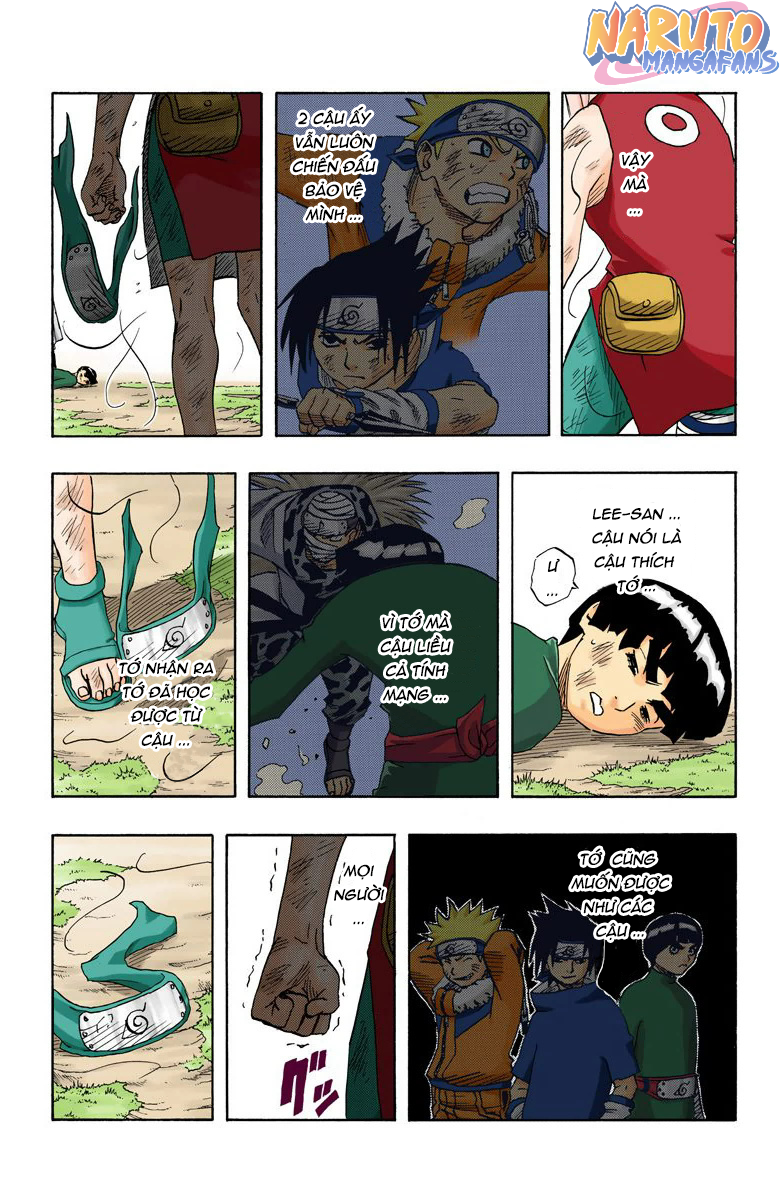 NARUTO
MANGAFANS
VẬY
MÀ
...
2 CẬU ẤY
VẪN LUÔN
CHIẾN ĐẤU
BẢO VỆ
MÌNH ...
LEE-SAN ...
CẬU NÓI LÀ
CẬU THÍCH
TỚ ...
Ư
...
VÌ TỚ MÀ
CẬU LIỀU
CẢ TÍNH
MẠNG ...
TỚ NHẬN RA
TỚ ĐÃ HỌC
ĐƯỢC TỪ
CẬU ...
TỚ CŨNG
MUỐN ĐƯỢC
NHƯ CÁC
CẬU ...
MỌI
NGƯỜI
...
グッ